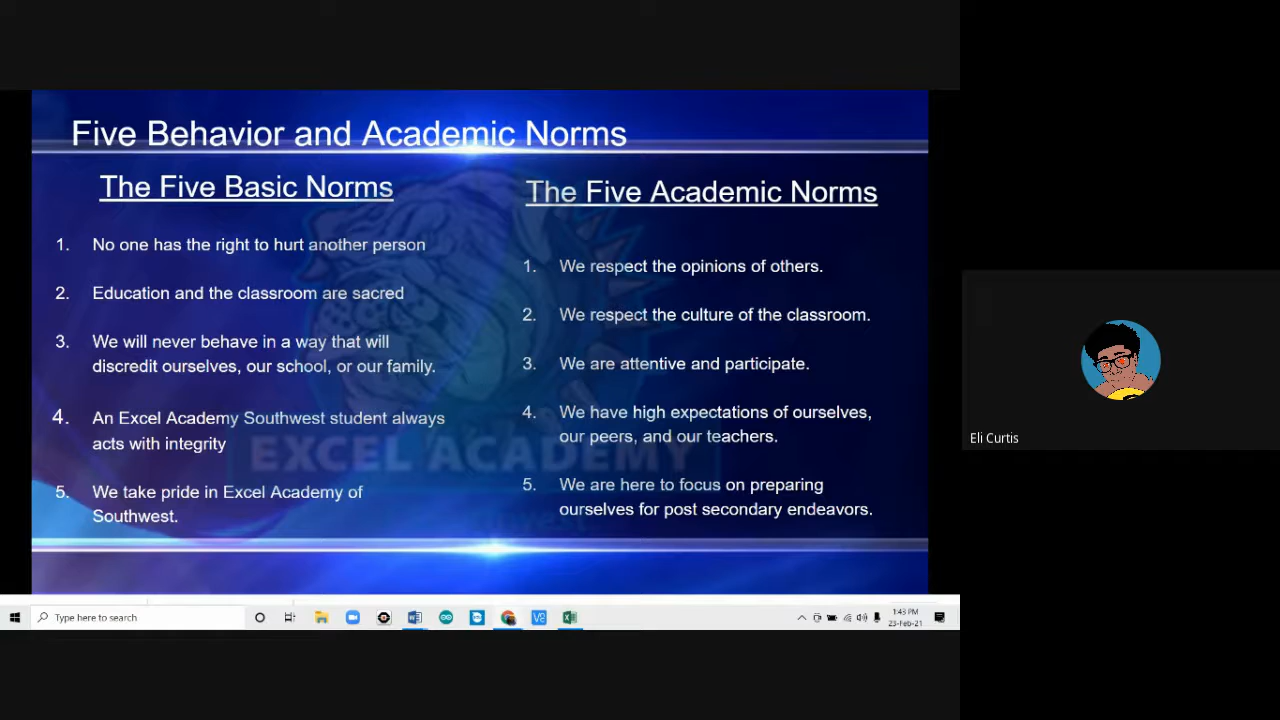 Five Behavior and Academic Norms
The Five Basic Norms
1. No one has the right to hurt another person
2. Education and the classroom are sacred
3. We will never behave in a way that will
discredit ourselves, our school, or our family.
4. An Excel Academy Southwest student always
acts with integrity
5. We take pride in Excel Academy of
Southwest.
The Five Academic Norms
1. We respect the opinions of others.
2. We respect the culture of the classroom.
3. We are attentive and participate.
4. We have high expectations of ourselves,
our peers, and our teachers.
5. We are here to focus on preparing
ourselves for post secondary endeavors.
EXCEL ACADEMY
Eli Curtis
Type here to search
1:43 PM
23-Feb-21